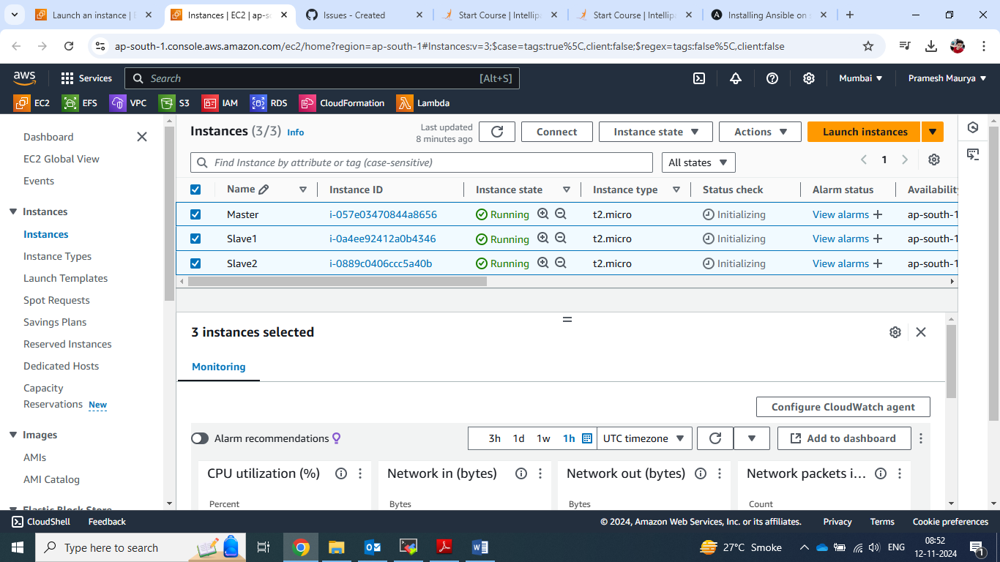 Launch an instance | E
Instances | EC2 | ap-so
Issues - Created
Start Course | Intellipa
Start Course | Intellipa
Installing Ansible on s
ap-south-1.console.aws.amazon.com/ec2/home?region=ap-south-1#Instances:v=3;$case=tags:true%5C,client:false;$regex=tags:false%5C,client:false
aws
Services
Search
[Alt+S]
Mumbai
Pramesh Maurya
EC2
EFS
VPC
S3
IAM
RDS
CloudFormation
Lambda
Dashboard
EC2 Global View
Events
Instances
Instances
Instance Types
Launch Templates
Spot Requests
Savings Plans
Reserved Instances
Dedicated Hosts
Capacity
Reservations New
Images
AMIs
AMI Catalog
Elastic Block Store
Instances (3/3) Info
Last updated
8 minutes ago
Connect
Instance state
Actions
Launch instances
Find Instance by attribute or tag (case-sensitive)
All states
1
Name Instance ID Instance state Instance type Status check Alarm status Availability
Master i-057e03470844a8656 Running t2.micro Initializing View alarms ap-south-1
Slave1 i-0a4ee92412a0b4346 Running t2.micro Initializing View alarms ap-south-1
Slave2 i-0889c0406ccc5a40b Running t2.micro Initializing View alarms ap-south-1
3 instances selected
Monitoring
Configure CloudWatch agent
Alarm recommendations
3h 1d 1w 1h
UTC timezone
Add to dashboard
CPU utilization (%)
Percent
Network in (bytes)
Bytes
Network out (bytes)
Bytes
Network packets i...
Count
CloudShell
Feedback
© 2024, Amazon Web Services, Inc. or its affiliates.
Privacy
Terms
Cookie preferences
Type here to search
27°C Smoke
ENG
08:52
12-11-2024
1